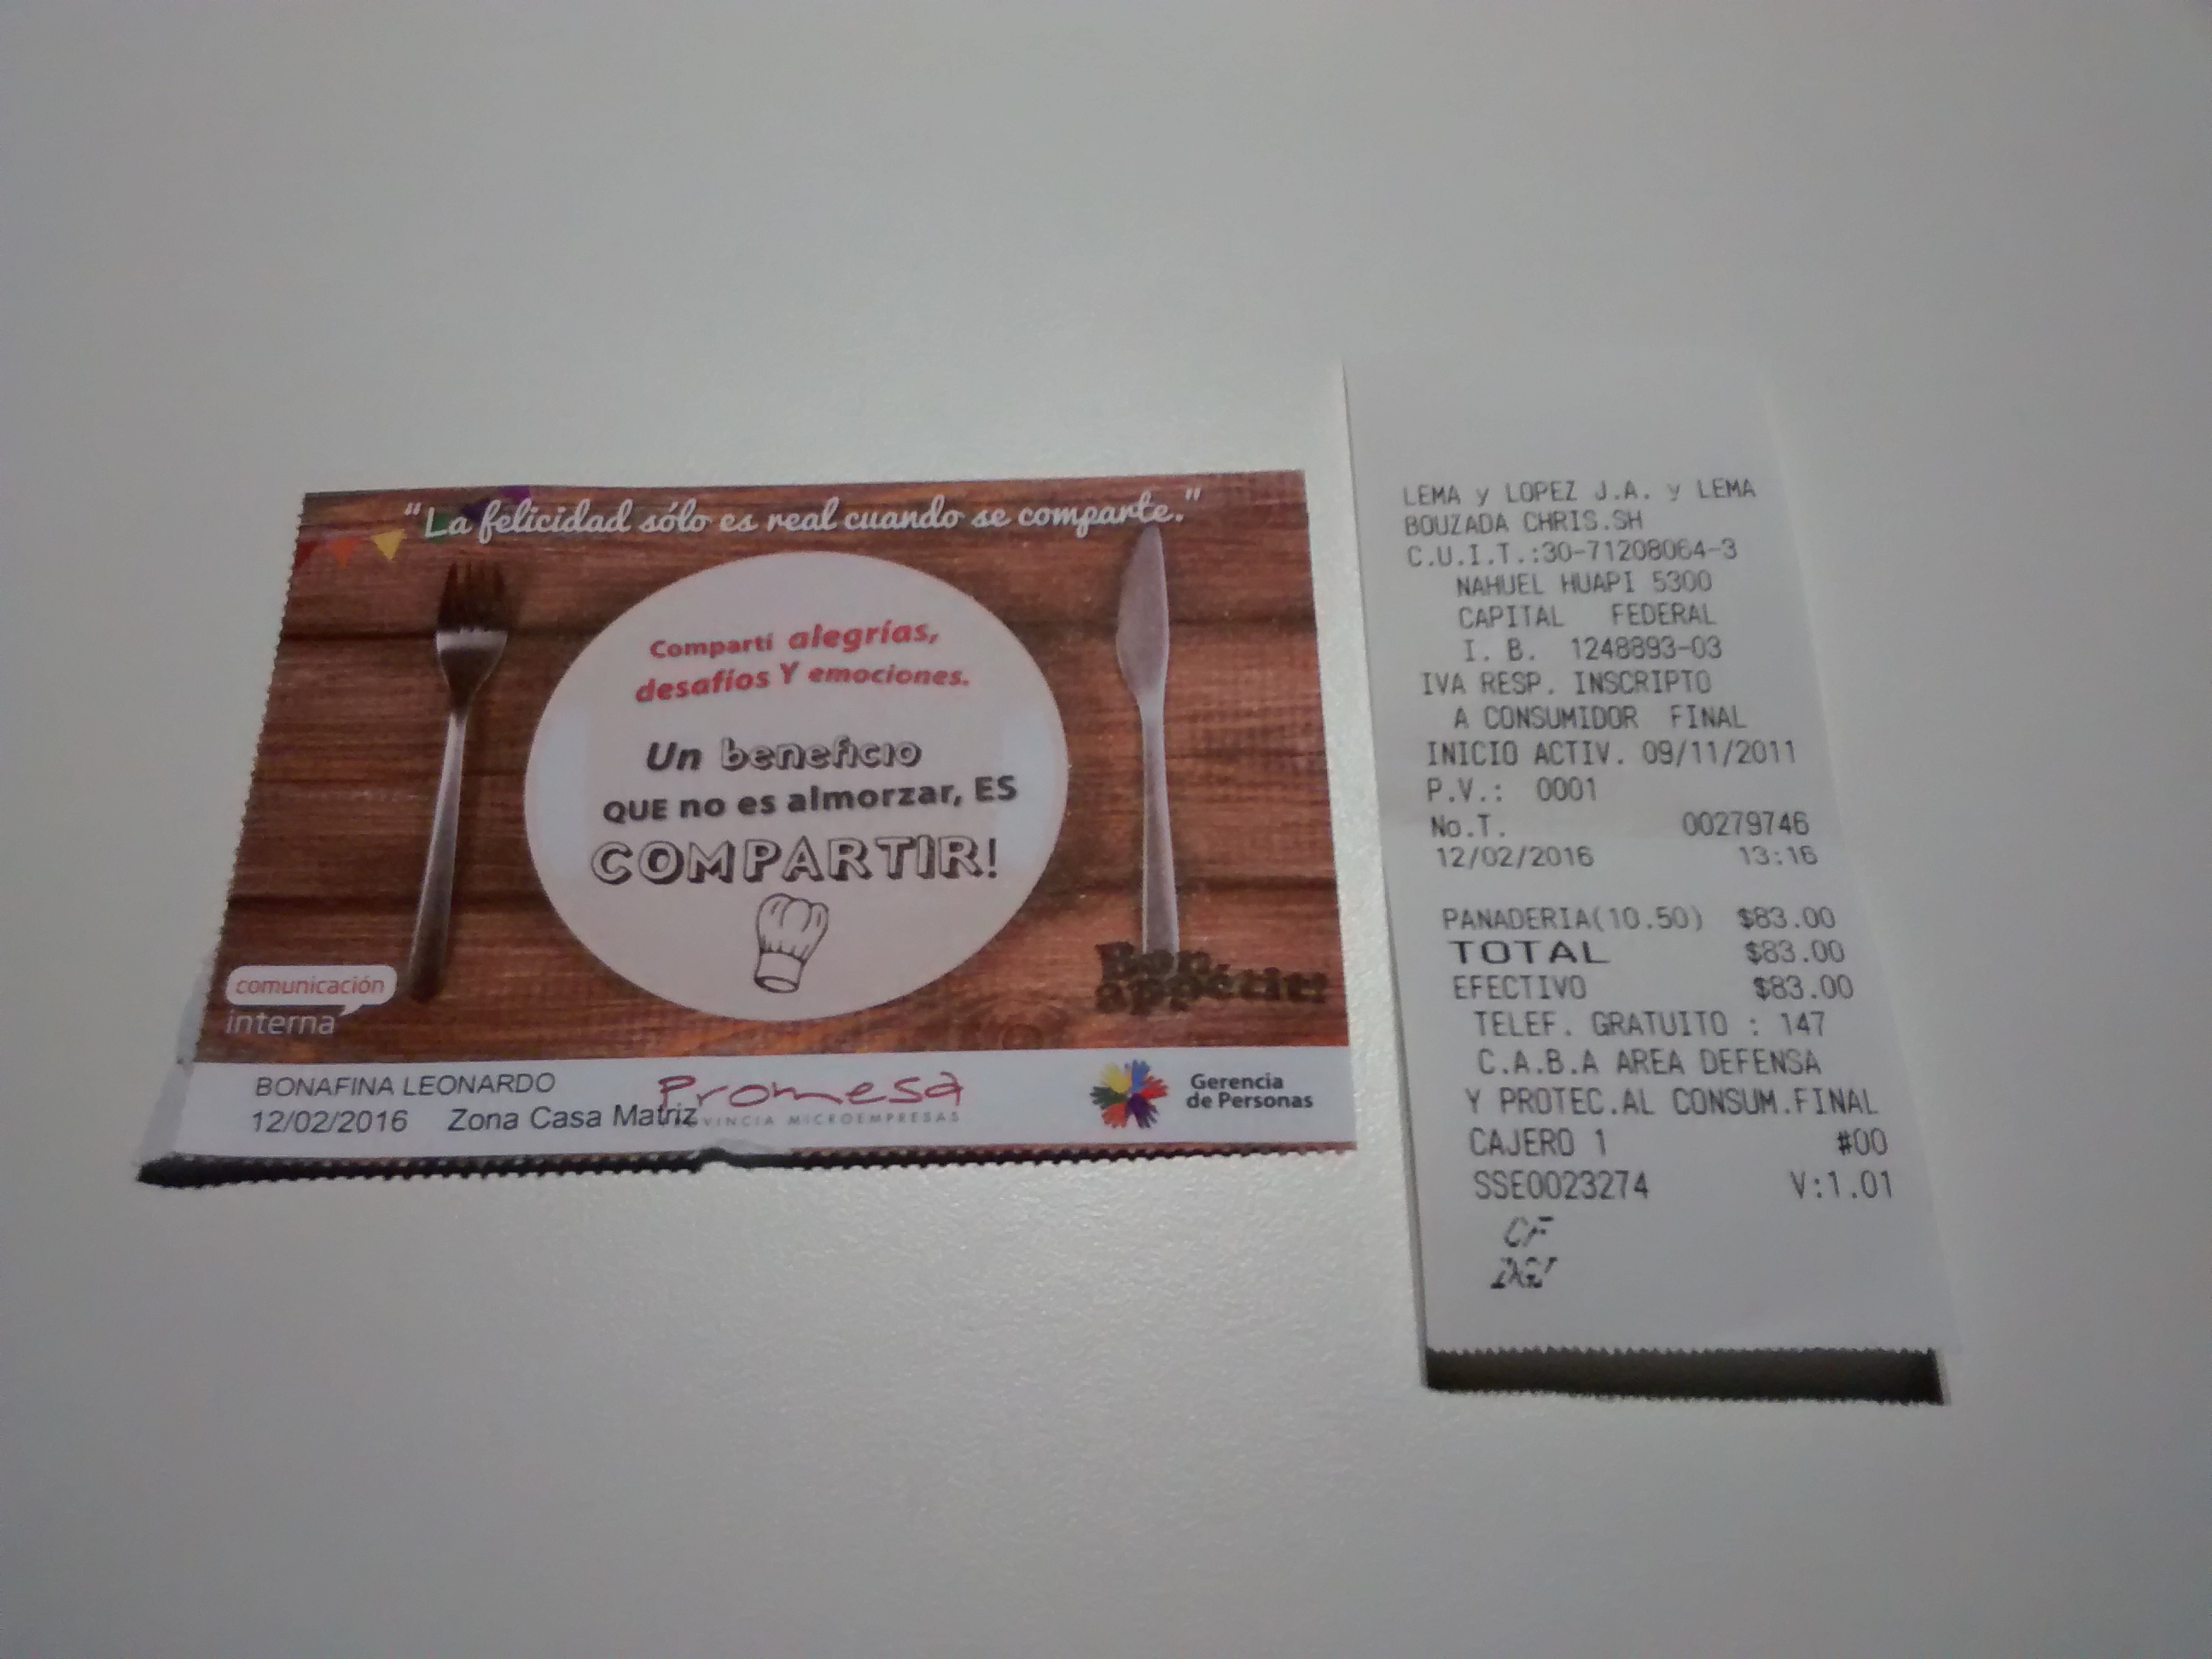 "La felicidad sólo es real cuando se comparte."
Compartí alegrías,
desafíos Y emociones.
Un beneficio
QUE no es almorzar, ES
COMPARTIR!
Bon
appétit!
comunicación
interna
BONAFINA LEONARDO
12/02/2016 Zona Casa Matriz
Promesa
VINCIA MICROEMPRESAS
Gerencia
de Personas
LEMA y LOPEZ J.A. y LEMA
BOUZADA CHRIS.SH
C.U.I.T.:30-71208064-3
NAHUEL HUAPI 5300
CAPITAL FEDERAL
I. B. 1248893-03
IVA RESP. INSCRIPTO
A CONSUMIDOR FINAL
INICIO ACTIV. 09/11/2011
P.V.: 0001
No.T. 00279746
12/02/2016 13:16
PANADERIA(10.50) $83.00
TOTAL $83.00
EFECTIVO $83.00
TELEF. GRATUITO : 147
C.A.B.A AREA DEFENSA
Y PROTEC.AL CONSUM.FINAL
CAJERO 1 #00
SSE0023274 V:1.01
CF
DGI